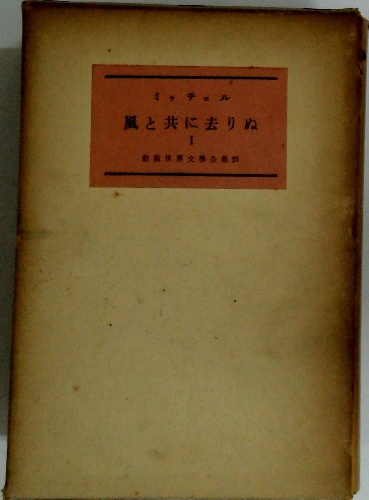 ミッチェル
風と共に去りぬ
I
新版世界文學全集